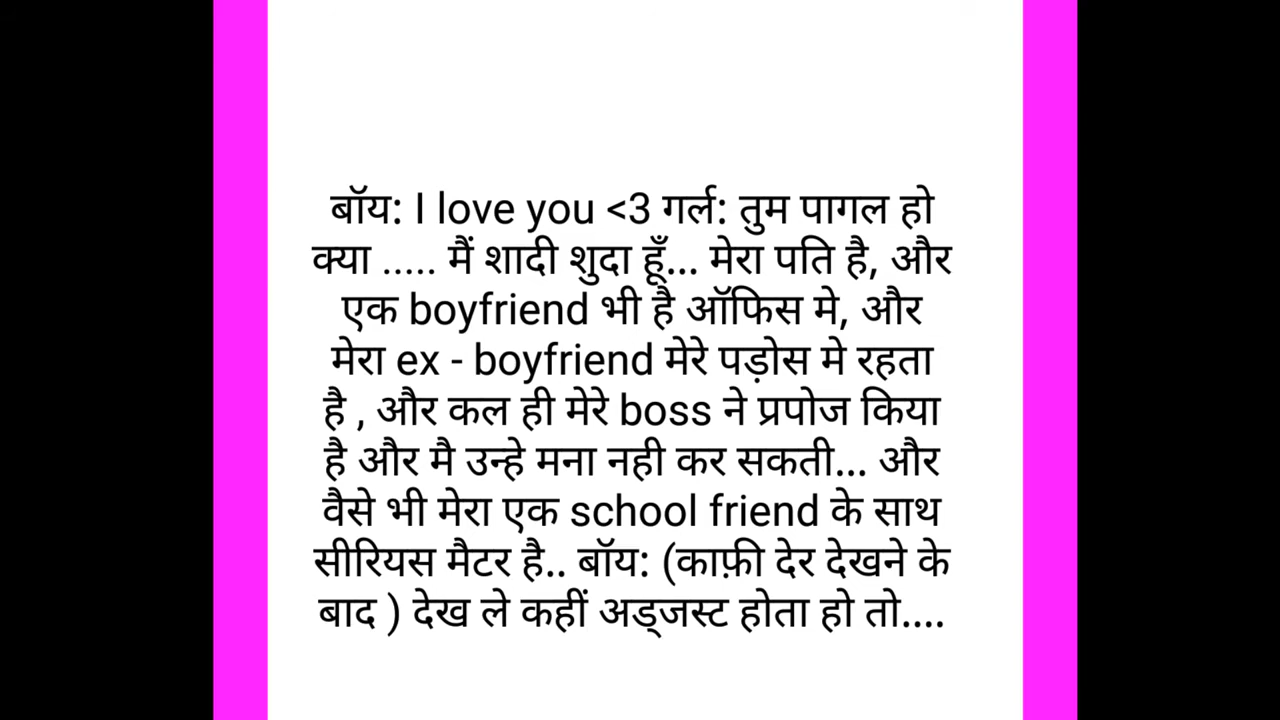 बॉय: I love you <3 गर्ल: तुम पागल हो
क्या ..... मैं शादी शुदा हूँ... मेरा पति है, और
एक boyfriend भी है ऑफिस मे, और
मेरा ex - boyfriend मेरे पड़ोस मे रहता
है , और कल ही मेरे boss ने प्रपोज किया
है और मै उन्हे मना नही कर सकती... और
वैसे भी मेरा एक school friend के साथ
सीरियस मैटर है.. बॉय: (काफ़ी देर देखने के
बाद ) देख ले कहीं अड्जस्ट होता हो तो....